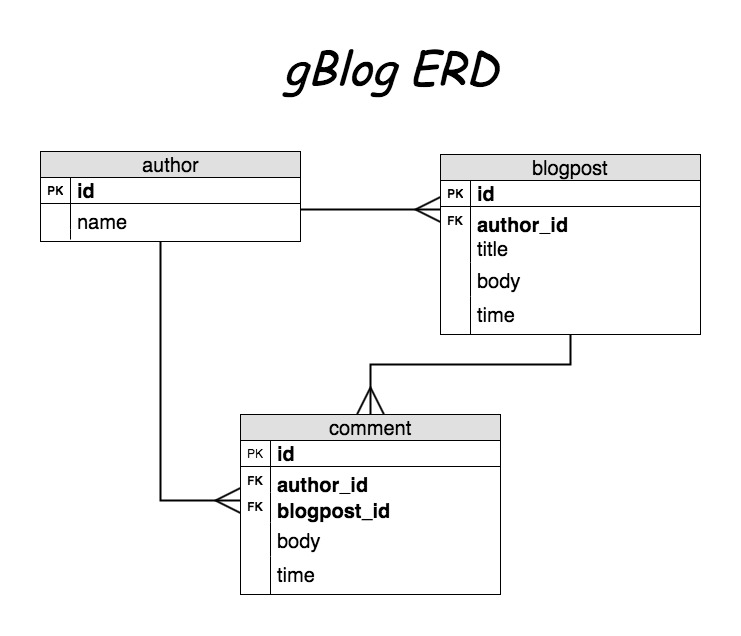 gBlog ERD
author
PK id
name
blogpost
PK id
FK author_id
title
body
time
comment
PK id
FK author_id
FK blogpost_id
body
time